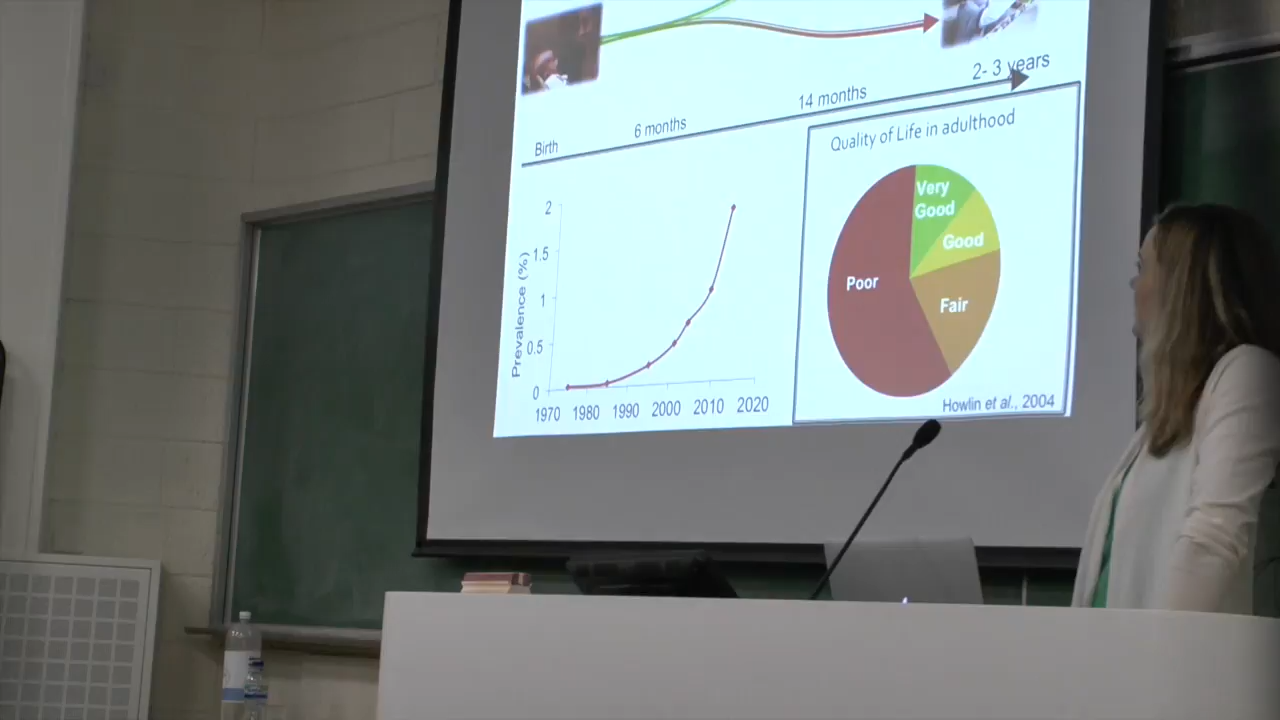 2- 3 years
14 months
6 months
Birth
Quality of Life in adulthood
Very
Good
Good
Poor
Fair
Howlin et al., 2004
Prevalence (%)
2
1.5
1
0.5
0
1970 1980 1990 2000 2010 2020